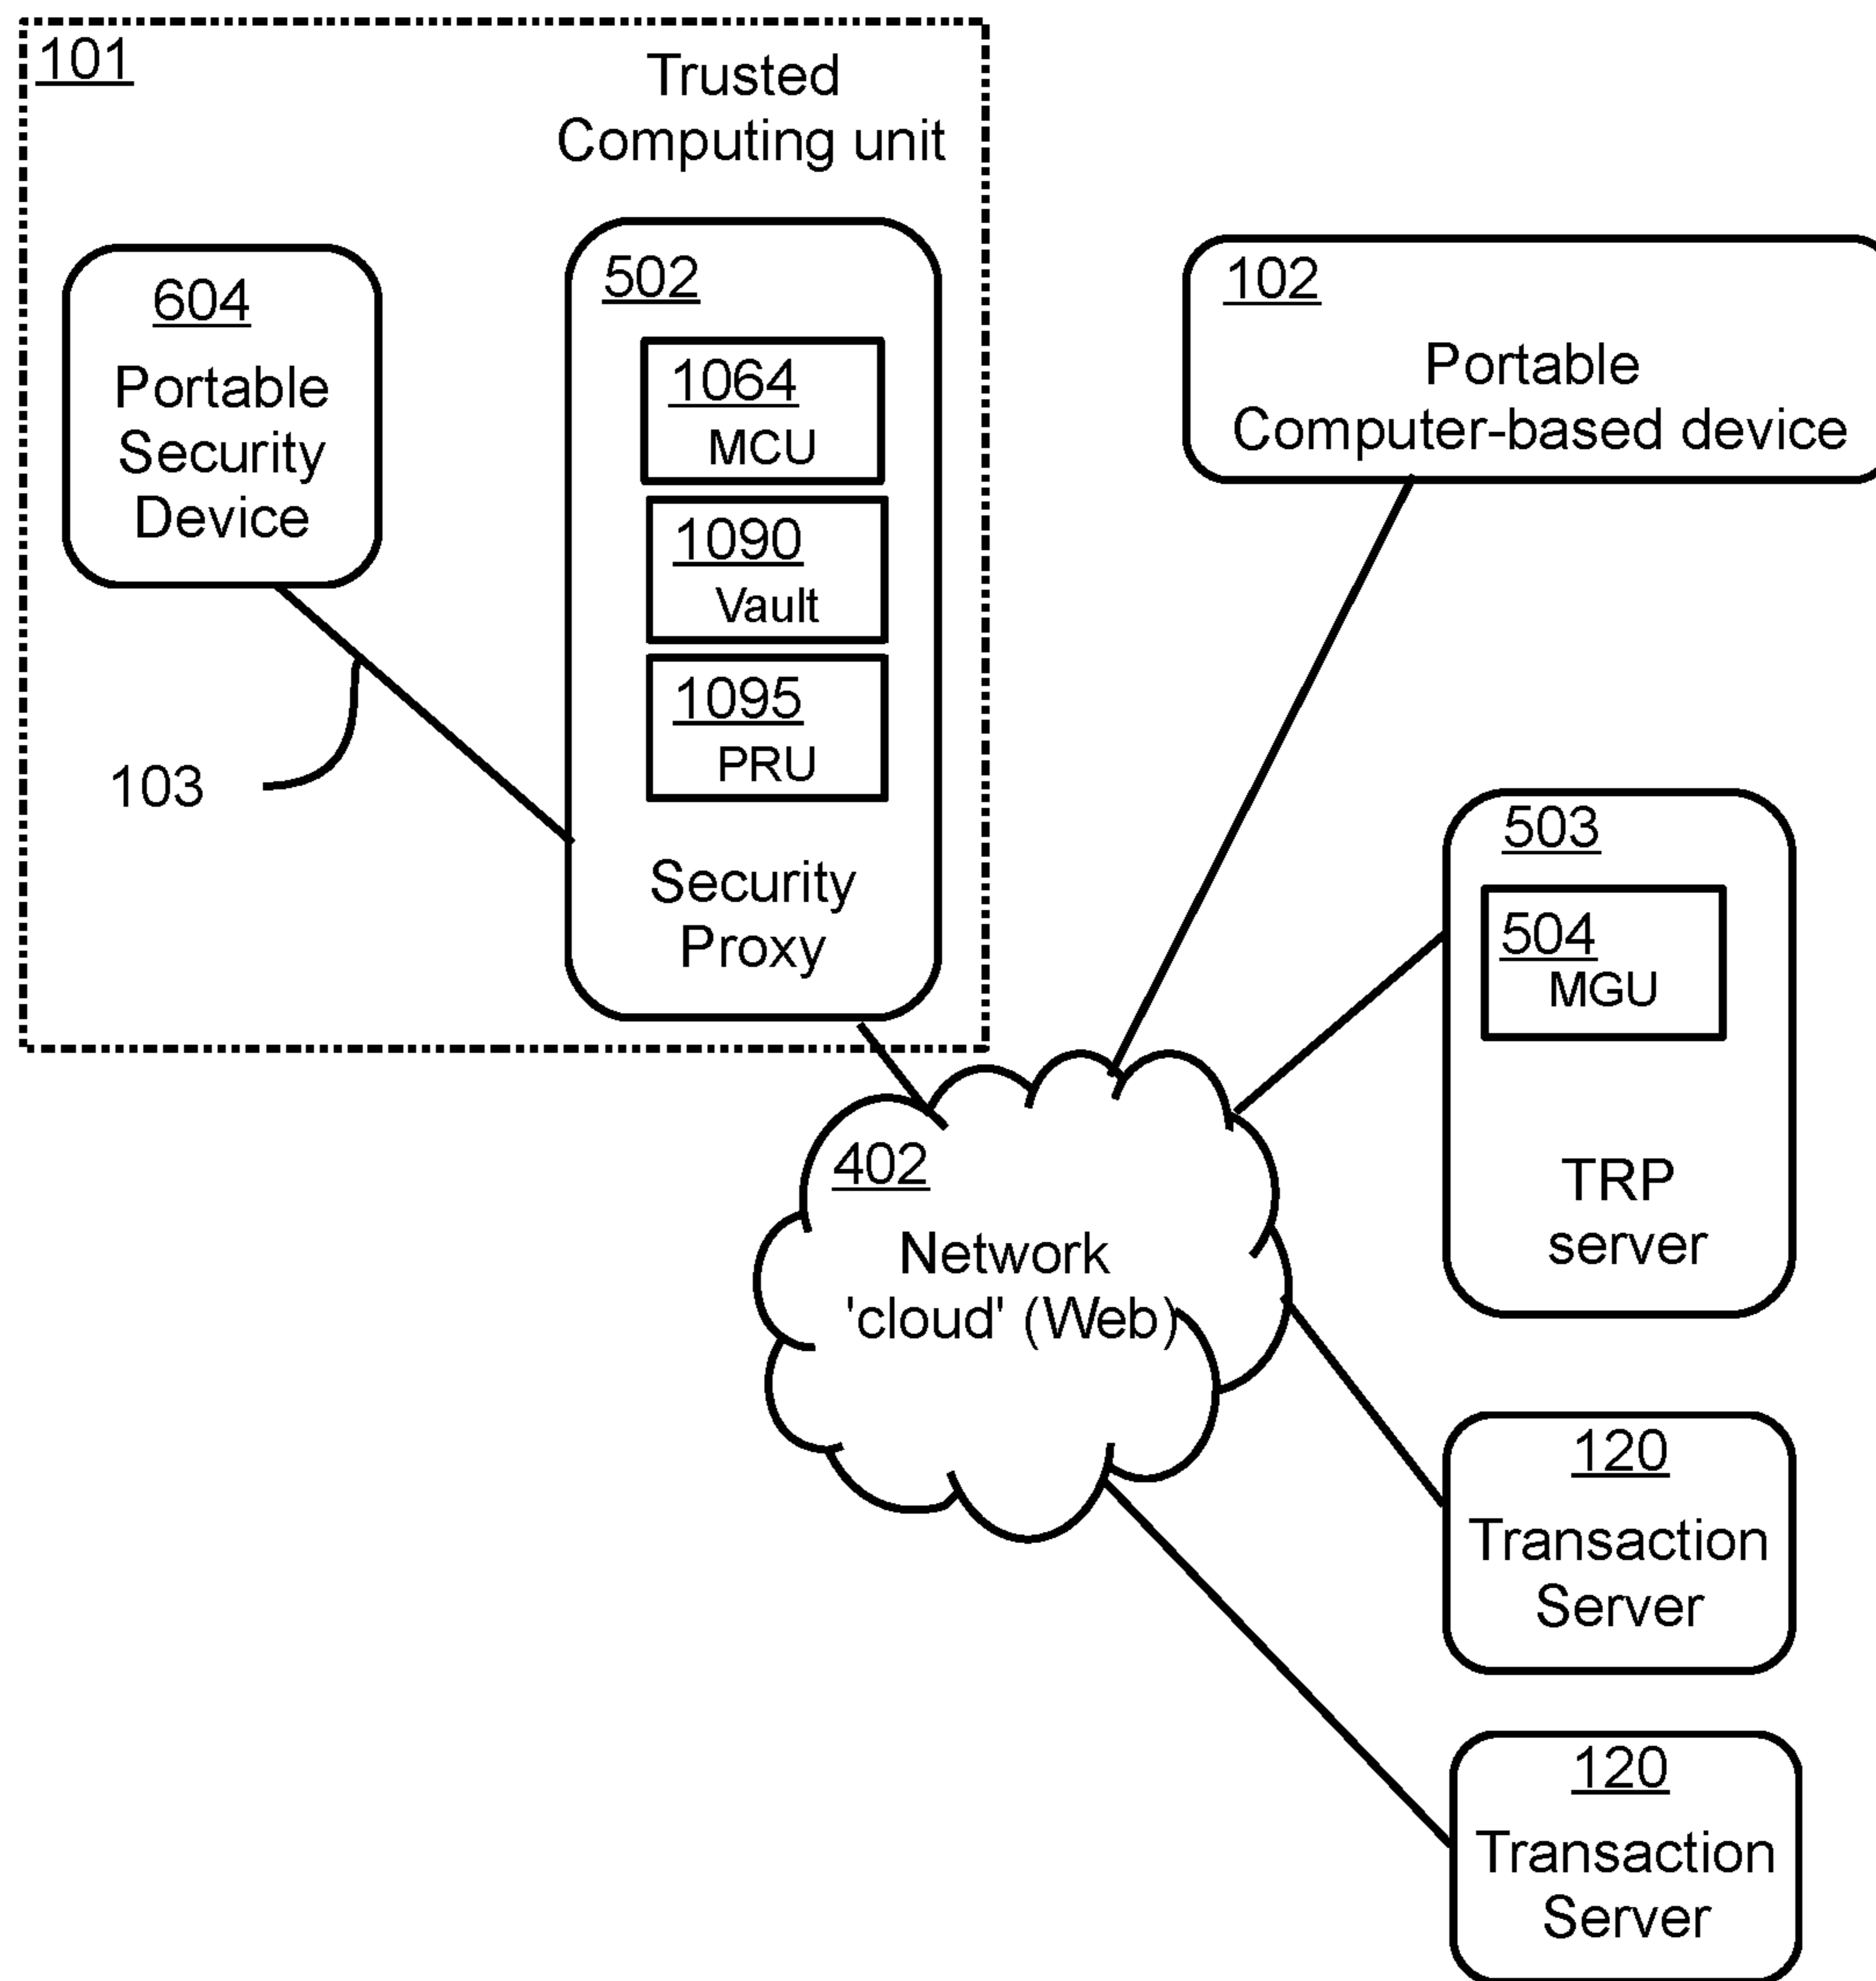 101
Trusted
Computing unit
604
Portable
Security
Device
502
1064
MCU
1090
Vault
1095
PRU
Security
Proxy
103
102
Portable
Computer-based device
503
504
MGU
TRP
server
402
Network
'cloud' (Web)
120
Transaction
Server
120
Transaction
Server